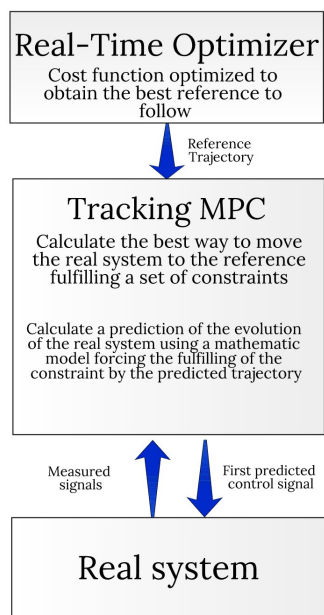 Real-Time Optimizer
Cost function optimized to
obtain the best reference to
follow
Reference
Trajectory
Tracking MPC
Calculate the best way to move
the real system to the reference
fulfilling a set of constraints
Calculate a prediction of the evolution
of the real system using a mathematic
model forcing the fulfilling of the
constraint by the predicted trajectory
Measured
signals
First predicted
control signal
Real system